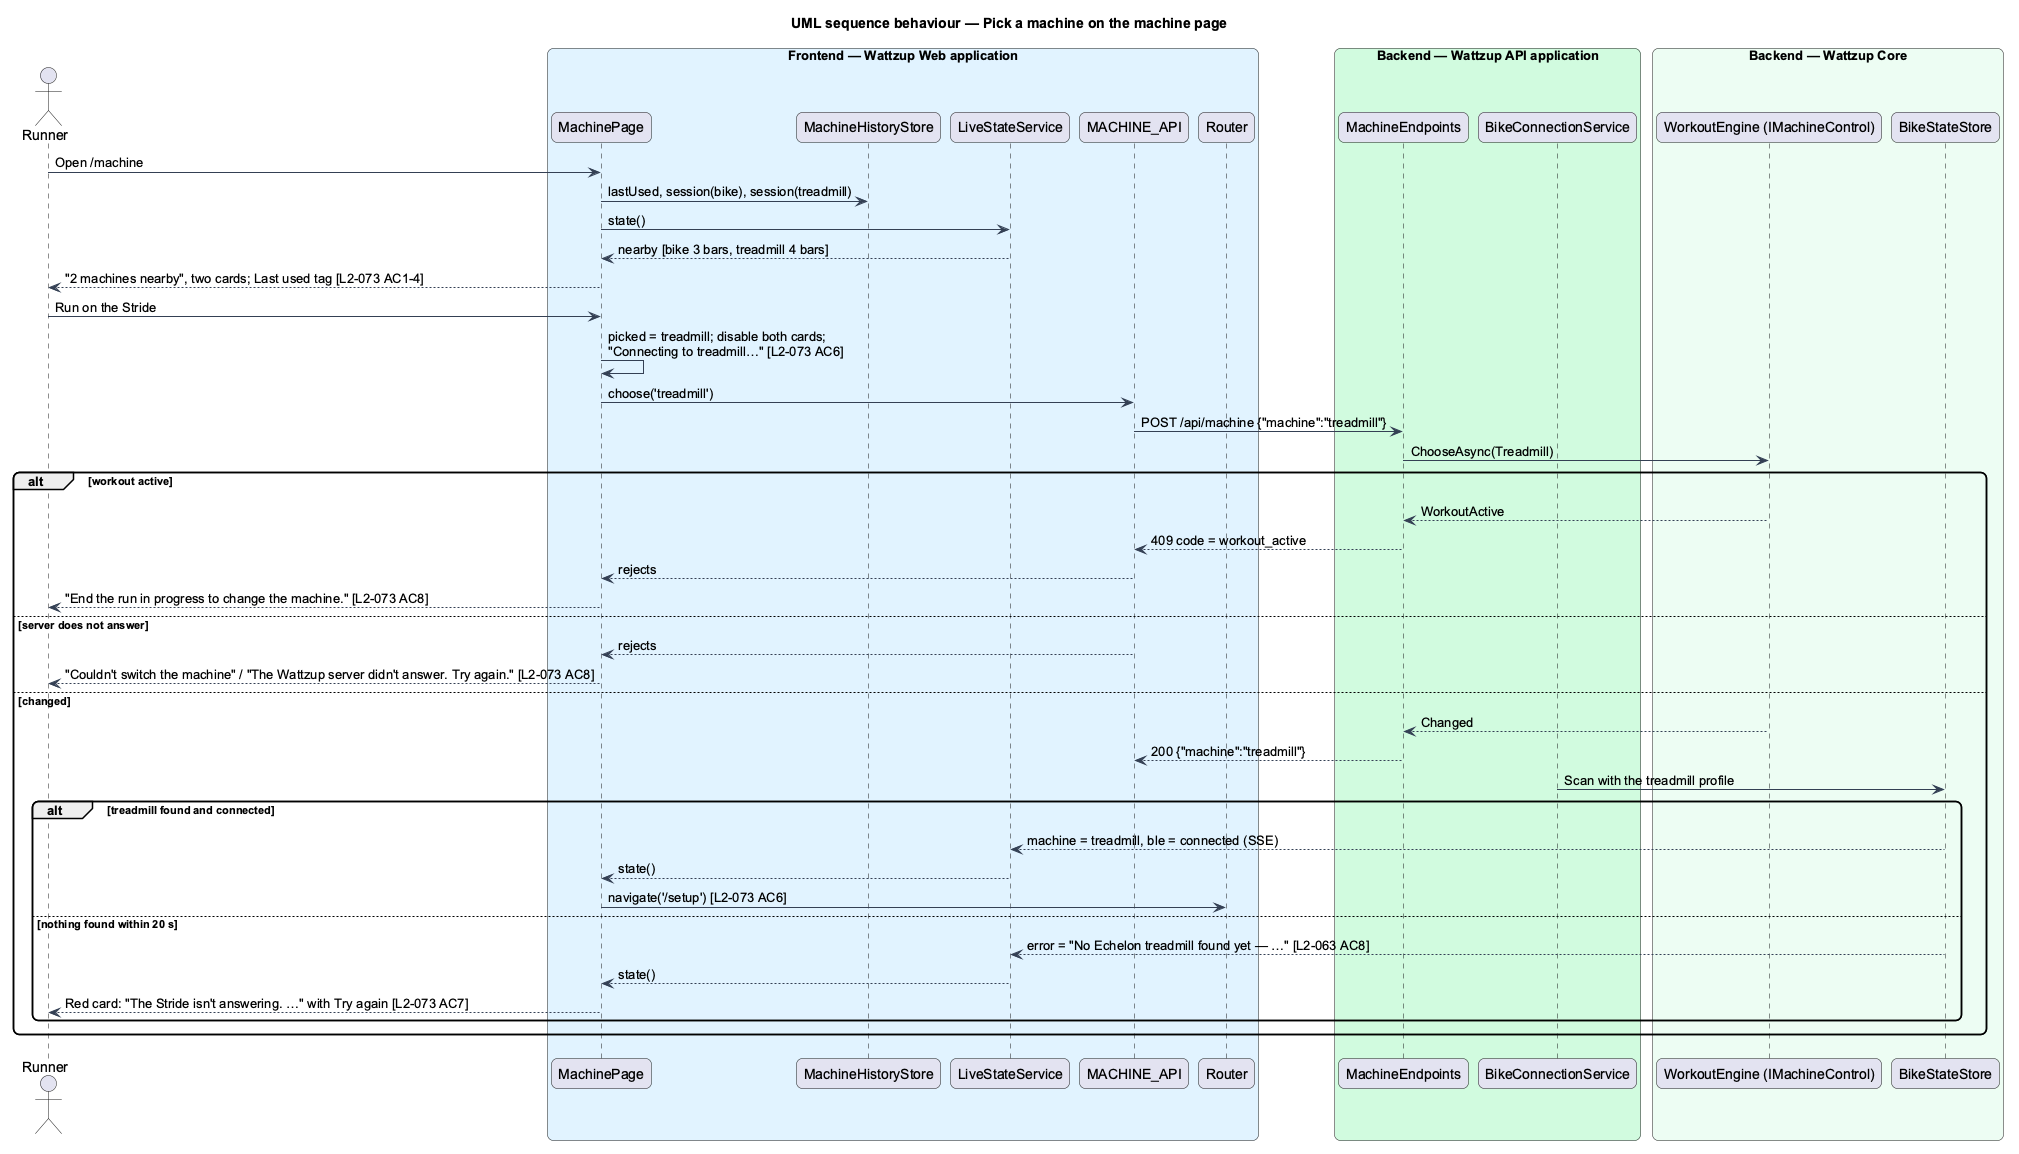 UML sequence behaviour — Pick a machine on the machine page
Frontend — Wattzup Web application
Backend — Wattzup API application
Backend — Wattzup Core
Runner
MachinePage
MachineHistoryStore
LiveStateService
MACHINE_API
Router
MachineEndpoints
BikeConnectionService
WorkoutEngine (IMachineControl)
BikeStateStore
Open /machine
lastUsed, session(bike), session(treadmill)
state()
nearby [bike 3 bars, treadmill 4 bars]
"2 machines nearby", two cards; Last used tag [L2-073 AC1-4]
Run on the Stride
picked = treadmill; disable both cards;
"Connecting to treadmill…" [L2-073 AC6]
choose('treadmill')
POST /api/machine {"machine":"treadmill"}
ChooseAsync(Treadmill)
alt
[workout active]
WorkoutActive
409 code = workout_active
rejects
"End the run in progress to change the machine." [L2-073 AC8]
[server does not answer]
rejects
"Couldn't switch the machine" / "The Wattzup server didn't answer. Try again." [L2-073 AC8]
[changed]
Changed
200 {"machine":"treadmill"}
Scan with the treadmill profile
alt
[treadmill found and connected]
machine = treadmill, ble = connected (SSE)
state()
navigate('/setup') [L2-073 AC6]
[nothing found within 20 s]
error = "No Echelon treadmill found yet — …" [L2-063 AC8]
state()
Red card: "The Stride isn't answering. …" with Try again [L2-073 AC7]
Runner
MachinePage
MachineHistoryStore
LiveStateService
MACHINE_API
Router
MachineEndpoints
BikeConnectionService
WorkoutEngine (IMachineControl)
BikeStateStore